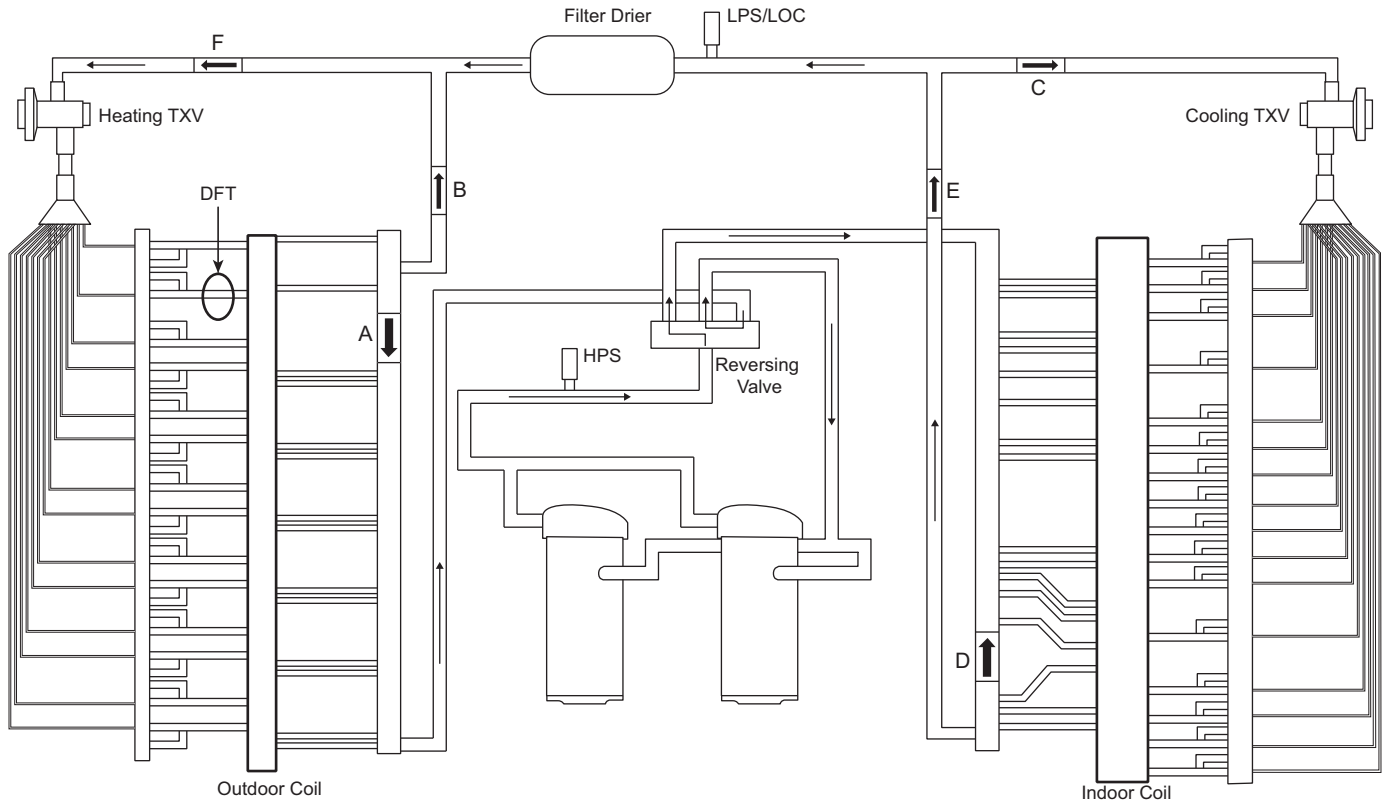 Filter Drier
LPS/LOC
F
C
Heating TXV
Cooling TXV
DFT
B
E
A
HPS
Reversing
Valve
D
Outdoor Coil
Indoor Coil